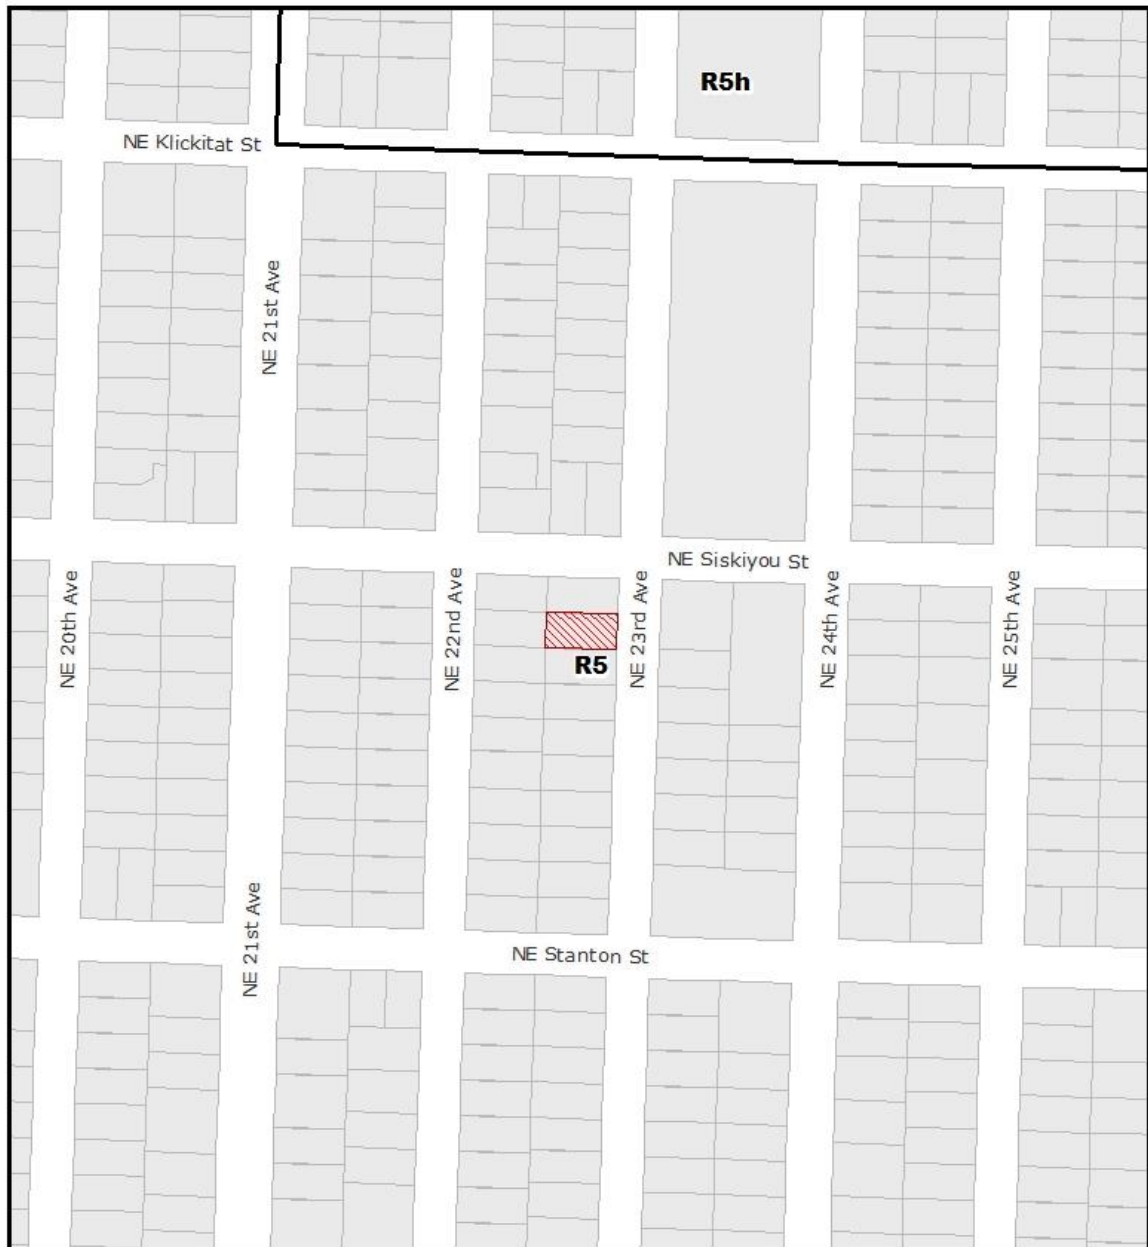 R5h
NE Klickitat St
NE 21st Ave
NE Siskiyou St
NE 20th Ave
NE 22nd Ave
NE 23rd Ave
NE 24th Ave
NE 25th Ave
R5
NE 21st Ave
NE Stanton St